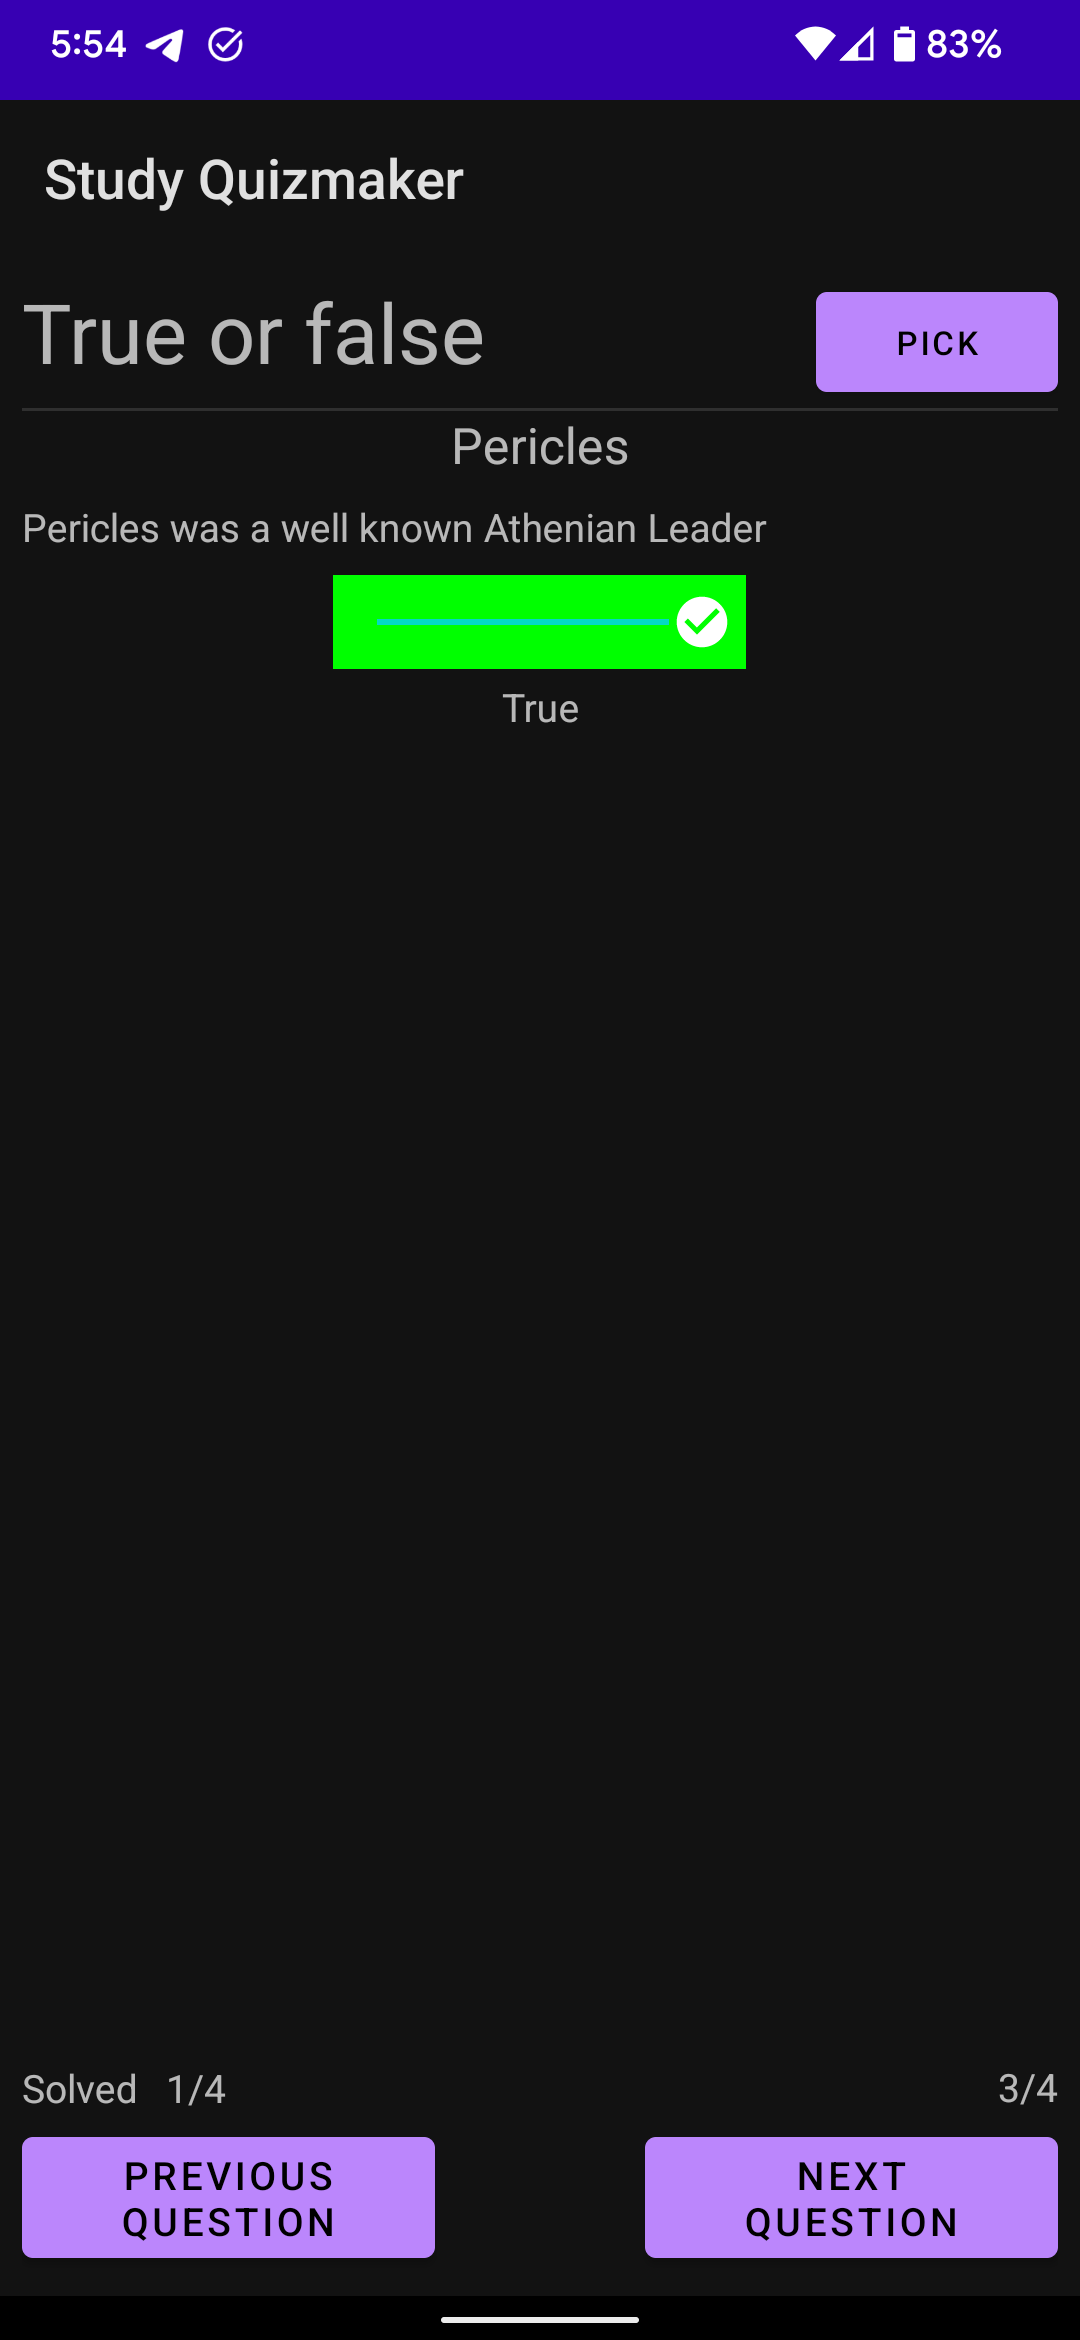 5:54 83%
Study Quizmaker
True or false
PICK
Pericles
Pericles was a well known Athenian Leader
True
Solved 1/4 3/4
PREVIOUS
QUESTION
NEXT
QUESTION